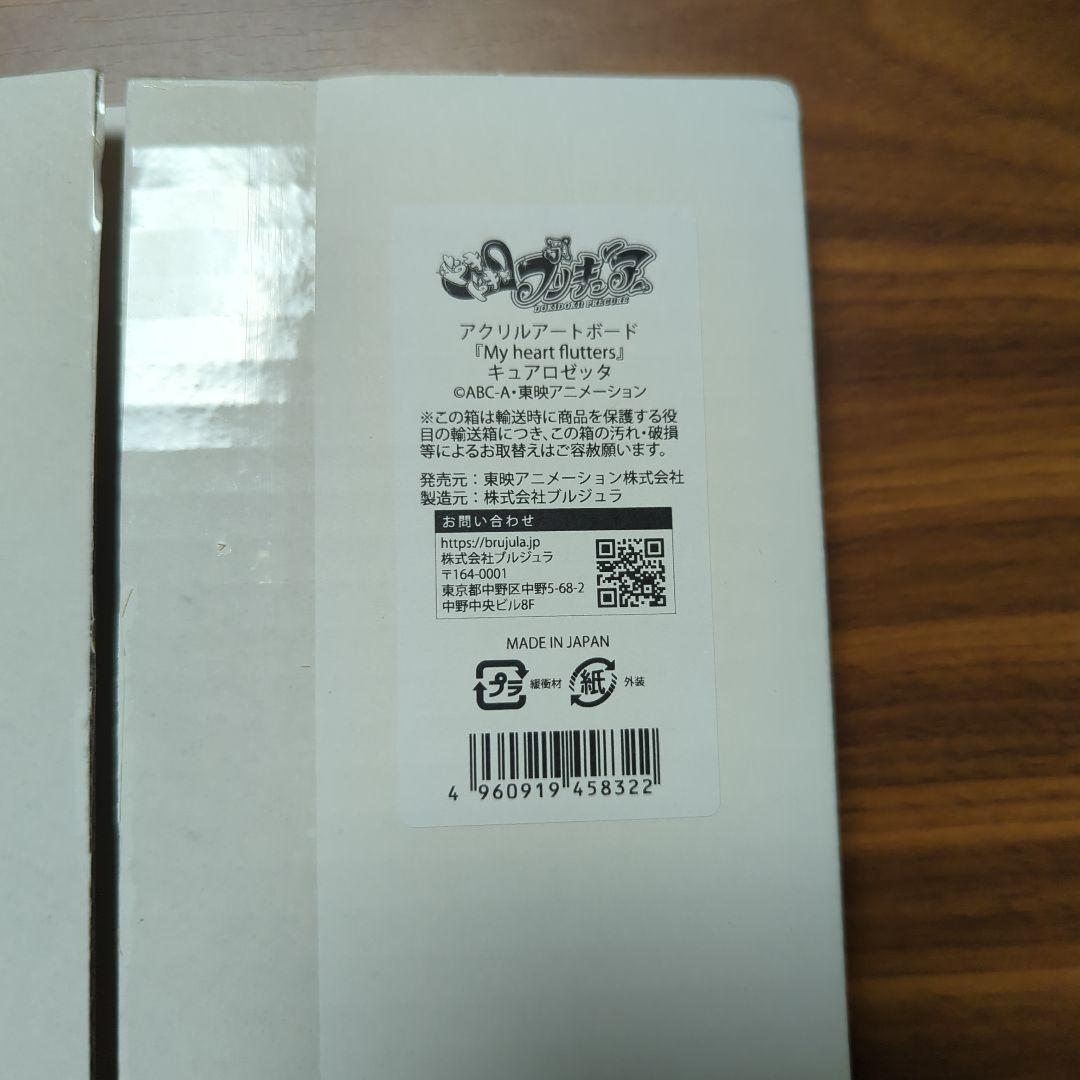 ドキドキ!プリキュア
DOKIDOKI! PRECURE
アクリルアートボード
『My heart flutters』
キュアロゼッタ
©ABC-A・東映アニメーション
※この箱は輸送時に商品を保護する役
目の輸送箱につき、この箱の汚れ・破損
等によるお取替えはご容赦願います。
発売元：東映アニメーション株式会社
製造元：株式会社ブルジュラ
お問い合わせ
https://brujula.jp
株式会社ブルジュラ
〒164-0001
東京都中野区中野5-68-2
中野中央ビル8F
MADE IN JAPAN
プラ 緩衝材 紙 外装
4 960919 458322